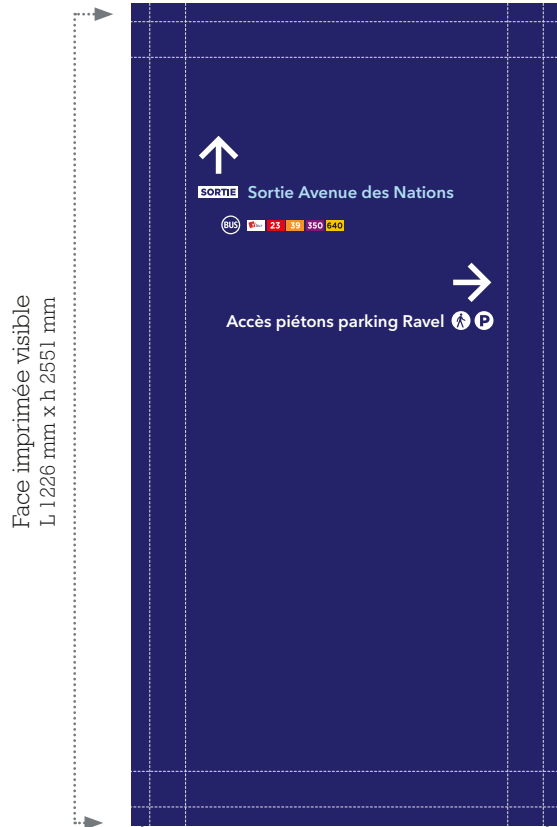 Face imprimée visible
L 1226 mm x h 2551 mm
SORTIE Sortie Avenue des Nations
BUS 23 39 350 640
Accès piétons parking Ravel P